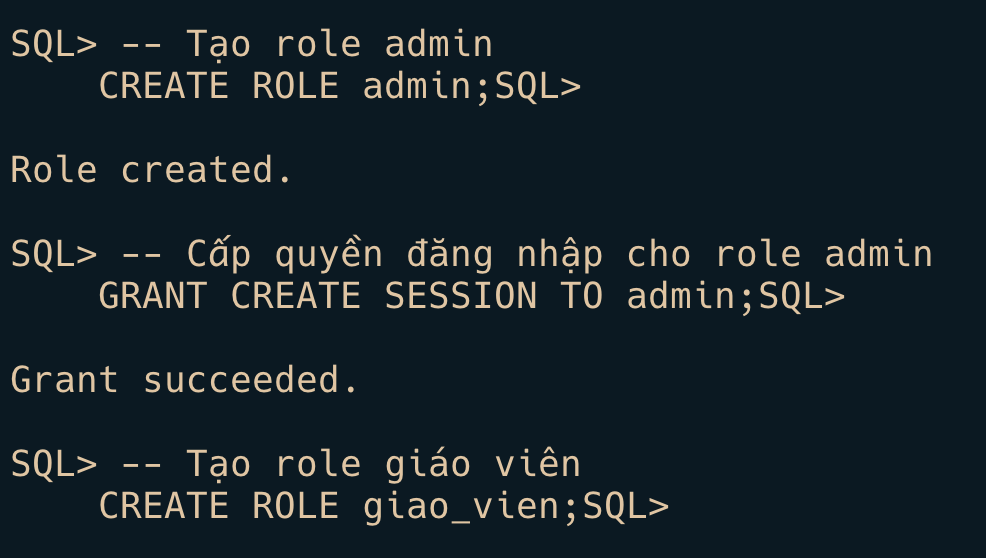 SQL> -- Tạo role admin
CREATE ROLE admin;SQL>
Role created.
SQL> -- Cấp quyền đăng nhập cho role admin
GRANT CREATE SESSION TO admin;SQL>
Grant succeeded.
SQL> -- Tạo role giáo viên
CREATE ROLE giao_vien;SQL>